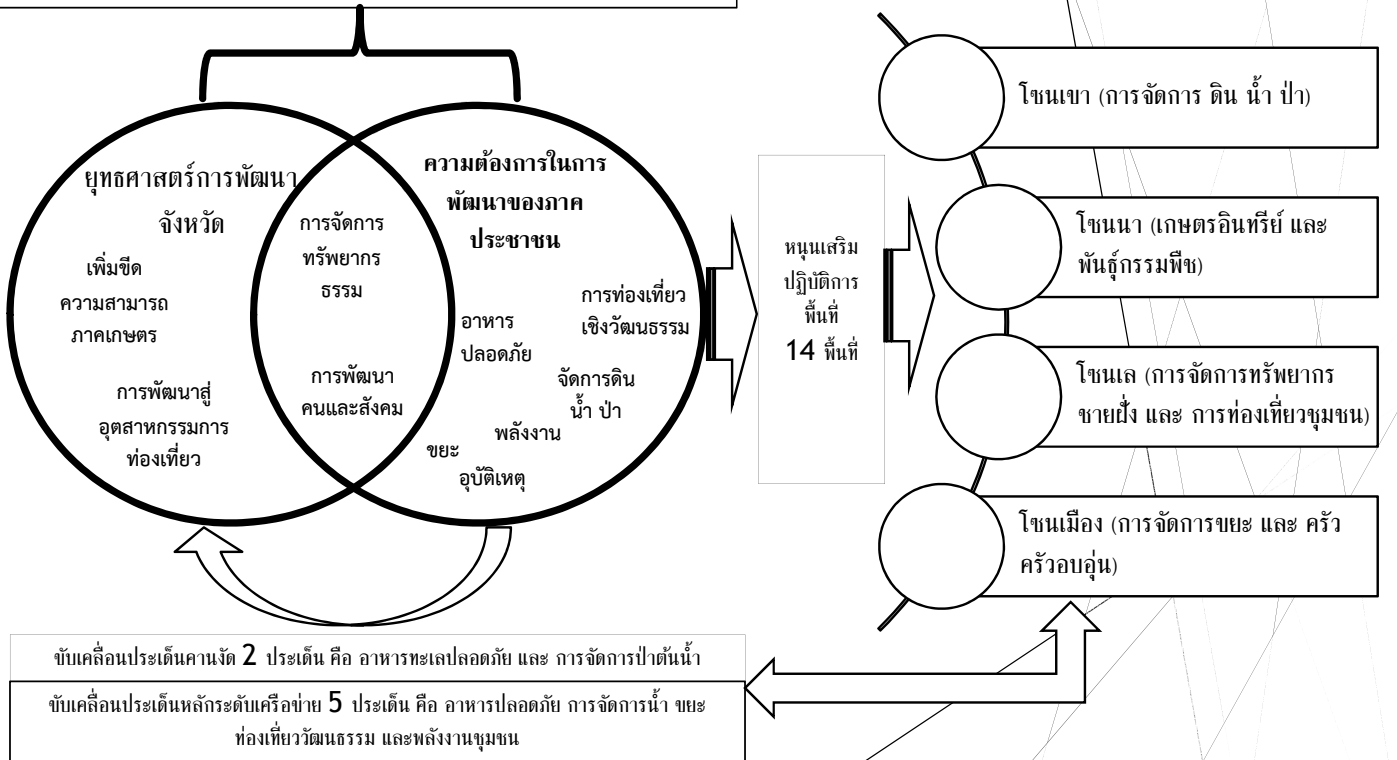 ยุทธศาสตร์การพัฒนา
จังหวัด
เพิ่มขีด
ความสามารถ
ภาคเกษตร
การพัฒนาสู่
อุตสาหกรรมการ
ท่องเที่ยว
การจัดการ
ทรัพยากร
ธรรม
การพัฒนา
คนและสังคม
ความต้องการในการ
พัฒนาของภาค
ประชาชน
อาหาร
ปลอดภัย
การท่องเที่ยว
เชิงวัฒนธรรม
จัดการดิน
น้ำ ป่า
พลังงาน
ขยะ
อุบัติเหตุ
หนุนเสริม
ปฏิบัติการ
พื้นที่
14 พื้นที่
โซนเขา (การจัดการ ดิน น้ำ ป่า)
โซนนา (เกษตรอินทรีย์ และ
พันธุ์กรรมพืช)
โซนเล (การจัดการทรัพยากร
ชายฝั่ง และ การท่องเที่ยวชุมชน)
โซนเมือง (การจัดการขยะ และ ครัว
ครัวอบอุ่น)
ขับเคลื่อนประเด็นคานงัด 2 ประเด็น คือ อาหารทะเลปลอดภัย และ การจัดการป่าต้นน้ำ
ขับเคลื่อนประเด็นหลักระดับเครือข่าย 5 ประเด็น คือ อาหารปลอดภัย การจัดการน้ำ ขยะ
ท่องเที่ยววัฒนธรรม และพลังงานชุมชน